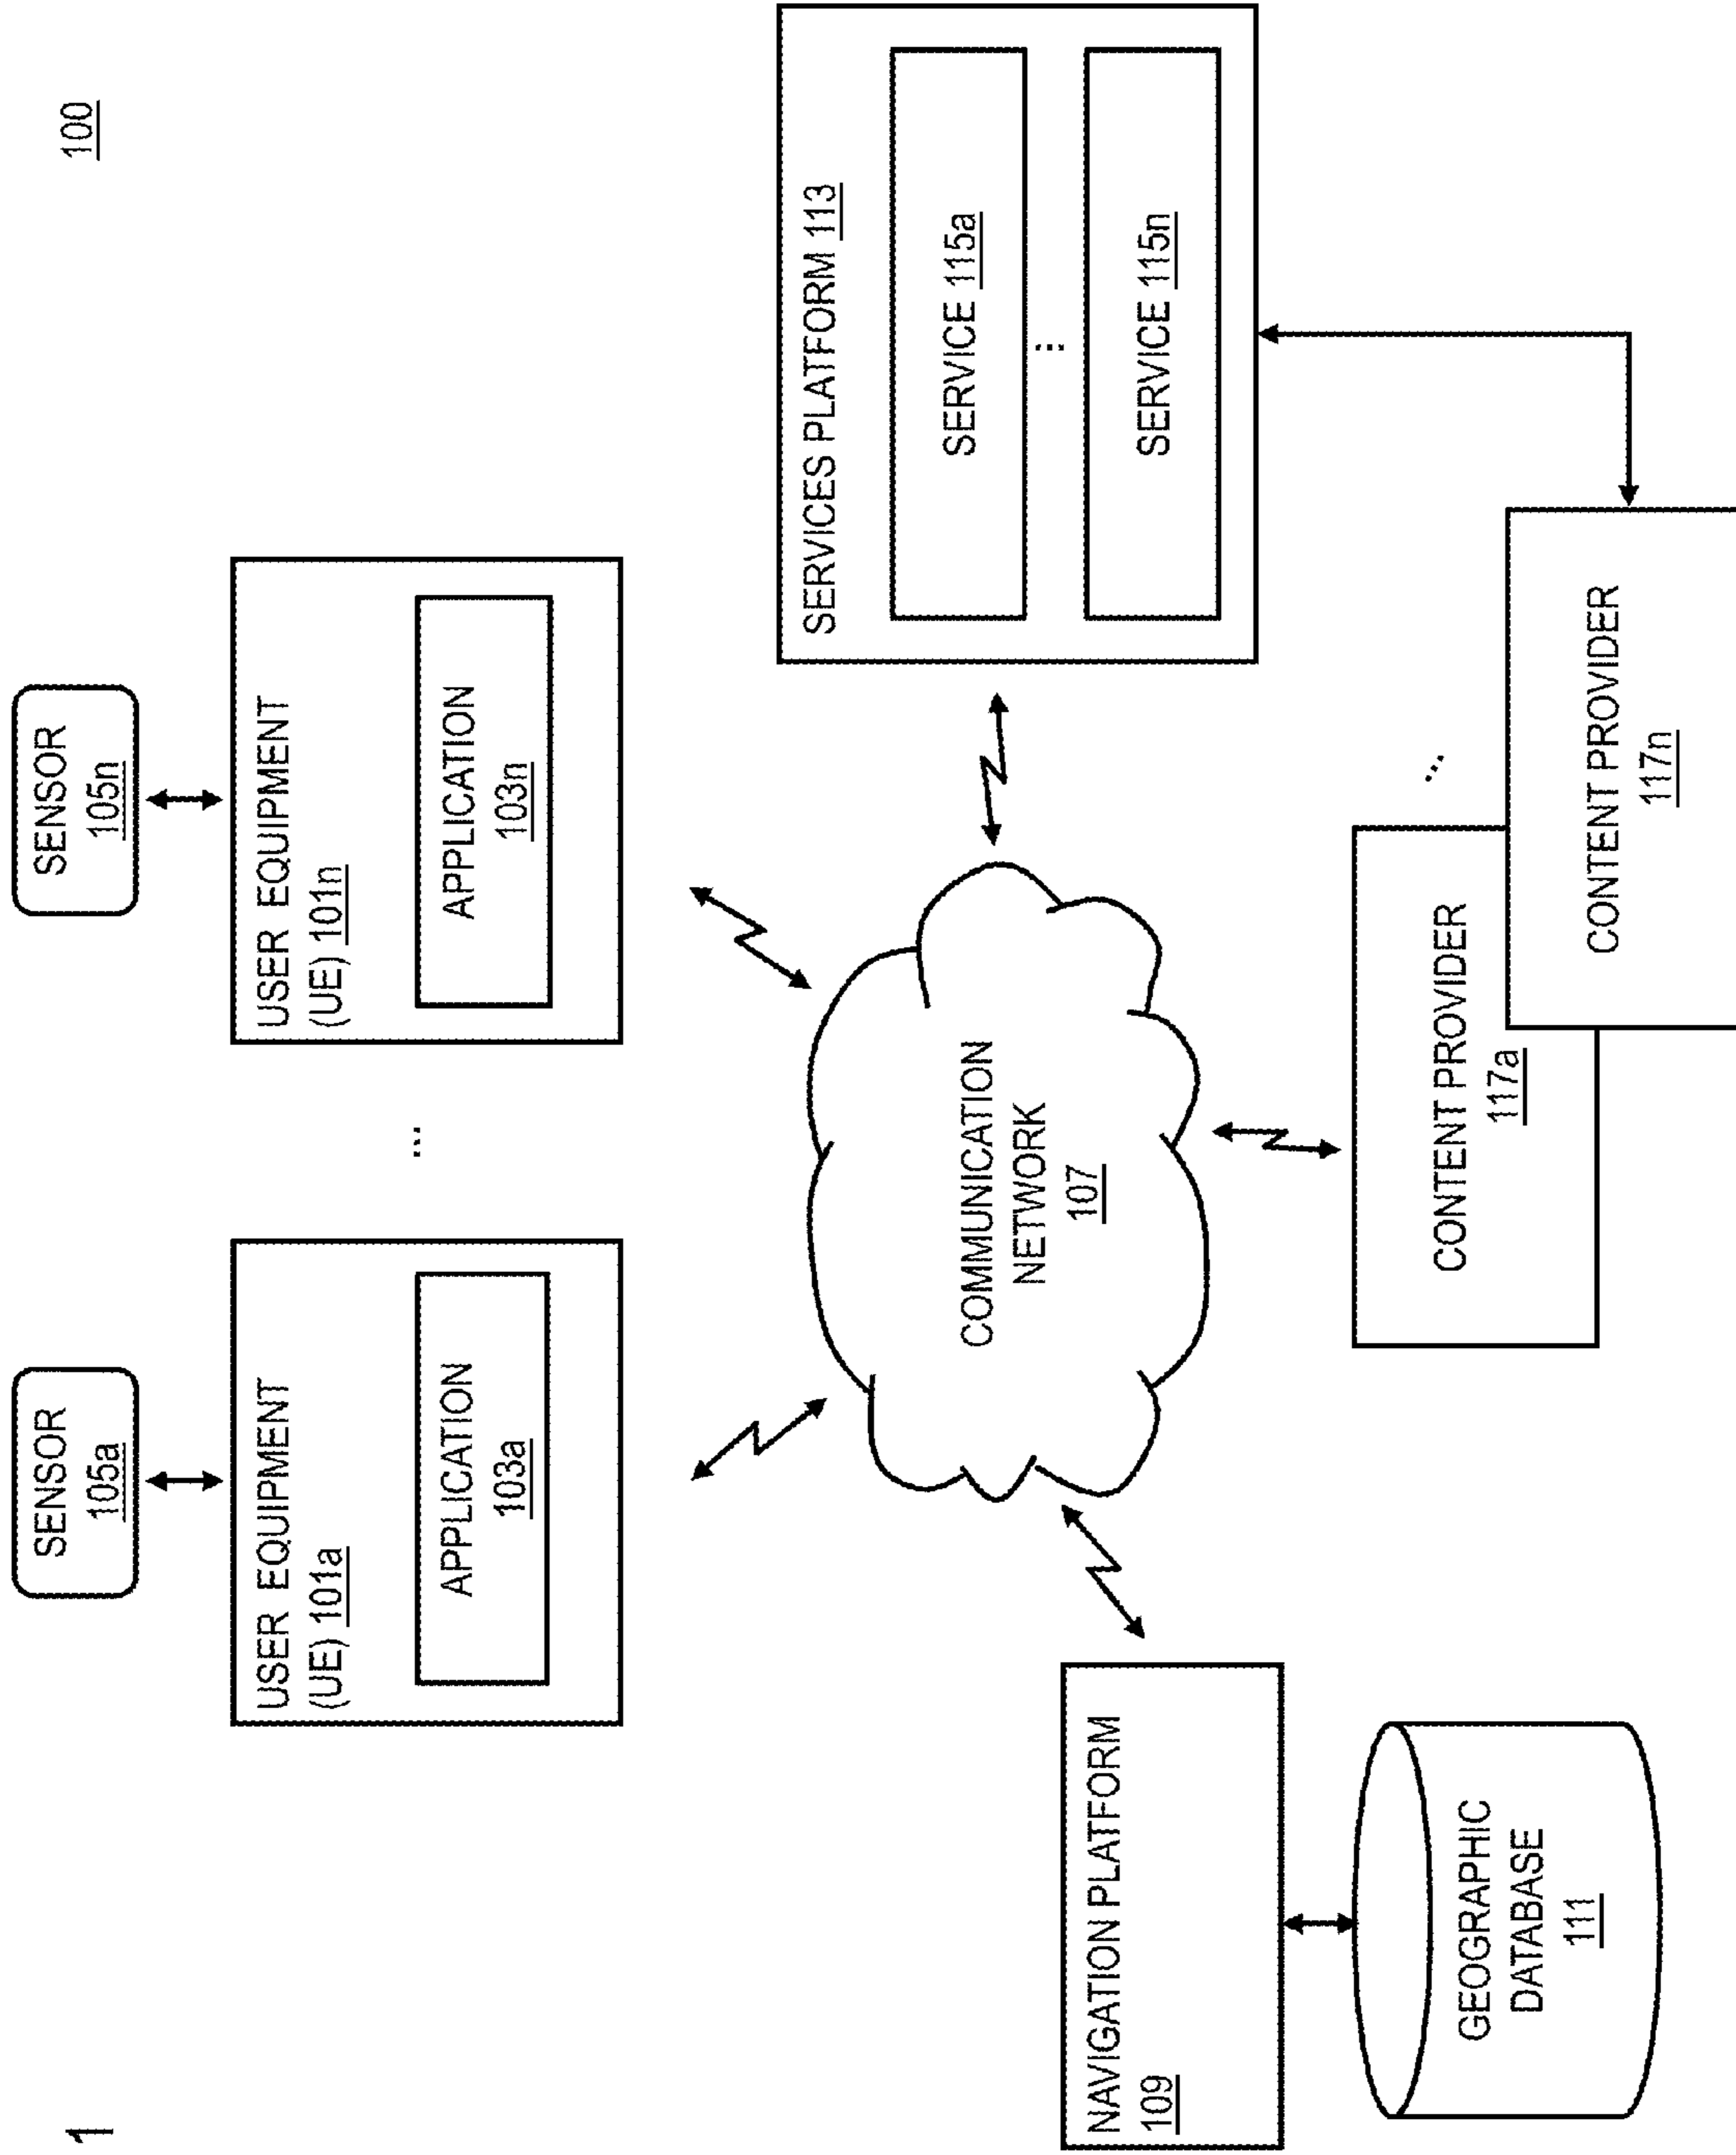 1
100
SENSOR
105a
SENSOR
105n
USER EQUIPMENT
(UE) 101a
APPLICATION
103a
...
USER EQUIPMENT
(UE) 101n
APPLICATION
103n
COMMUNICATION
NETWORK
107
SERVICES PLATFORM 113
SERVICE 115a
...
SERVICE 115n
NAVIGATION PLATFORM
109
GEOGRAPHIC
DATABASE
111
CONTENT PROVIDER
117a
...
CONTENT PROVIDER
117n